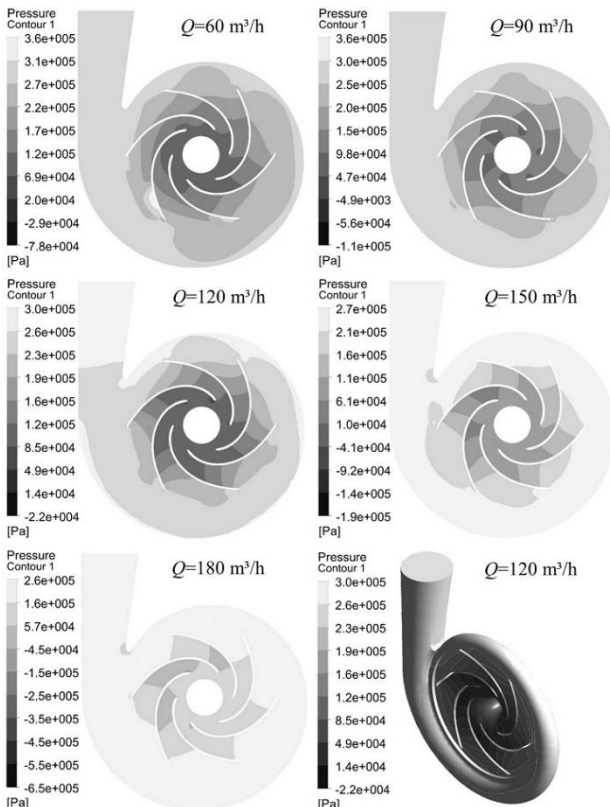 Pressure
Contour 1
Q=60 m³/h
3.6e+005
3.1e+005
2.7e+005
2.2e+005
1.7e+005
1.2e+005
6.9e+004
2.0e+004
-2.9e+004
-7.8e+004
[Pa]
Pressure
Contour 1
Q=90 m³/h
3.6e+005
3.1e+005
2.6e+005
2.0e+005
1.5e+005
9.8e+004
4.7e+004
-4.9e+003
-5.6e+004
-1.1e+005
[Pa]
Pressure
Contour 1
Q=120 m³/h
3.0e+005
2.6e+005
2.3e+005
1.9e+005
1.6e+005
1.2e+005
8.5e+004
4.9e+004
1.4e+004
-2.2e+004
[Pa]
Pressure
Contour 1
Q=150 m³/h
2.7e+005
2.1e+005
1.6e+005
1.1e+005
6.1e+004
1.0e+004
-4.1e+004
-9.2e+004
-1.4e+005
-1.9e+005
[Pa]
Pressure
Contour 1
Q=180 m³/h
2.6e+005
1.6e+005
5.7e+004
-4.4e+004
-1.5e+005
-2.5e+005
-3.5e+005
-4.5e+005
-5.5e+005
-6.5e+005
[Pa]
Pressure
Contour 1
Q=120 m³/h
3.0e+005
2.6e+005
2.3e+005
1.9e+005
1.6e+005
1.2e+005
8.5e+004
4.9e+004
1.4e+004
-2.2e+004
[Pa]